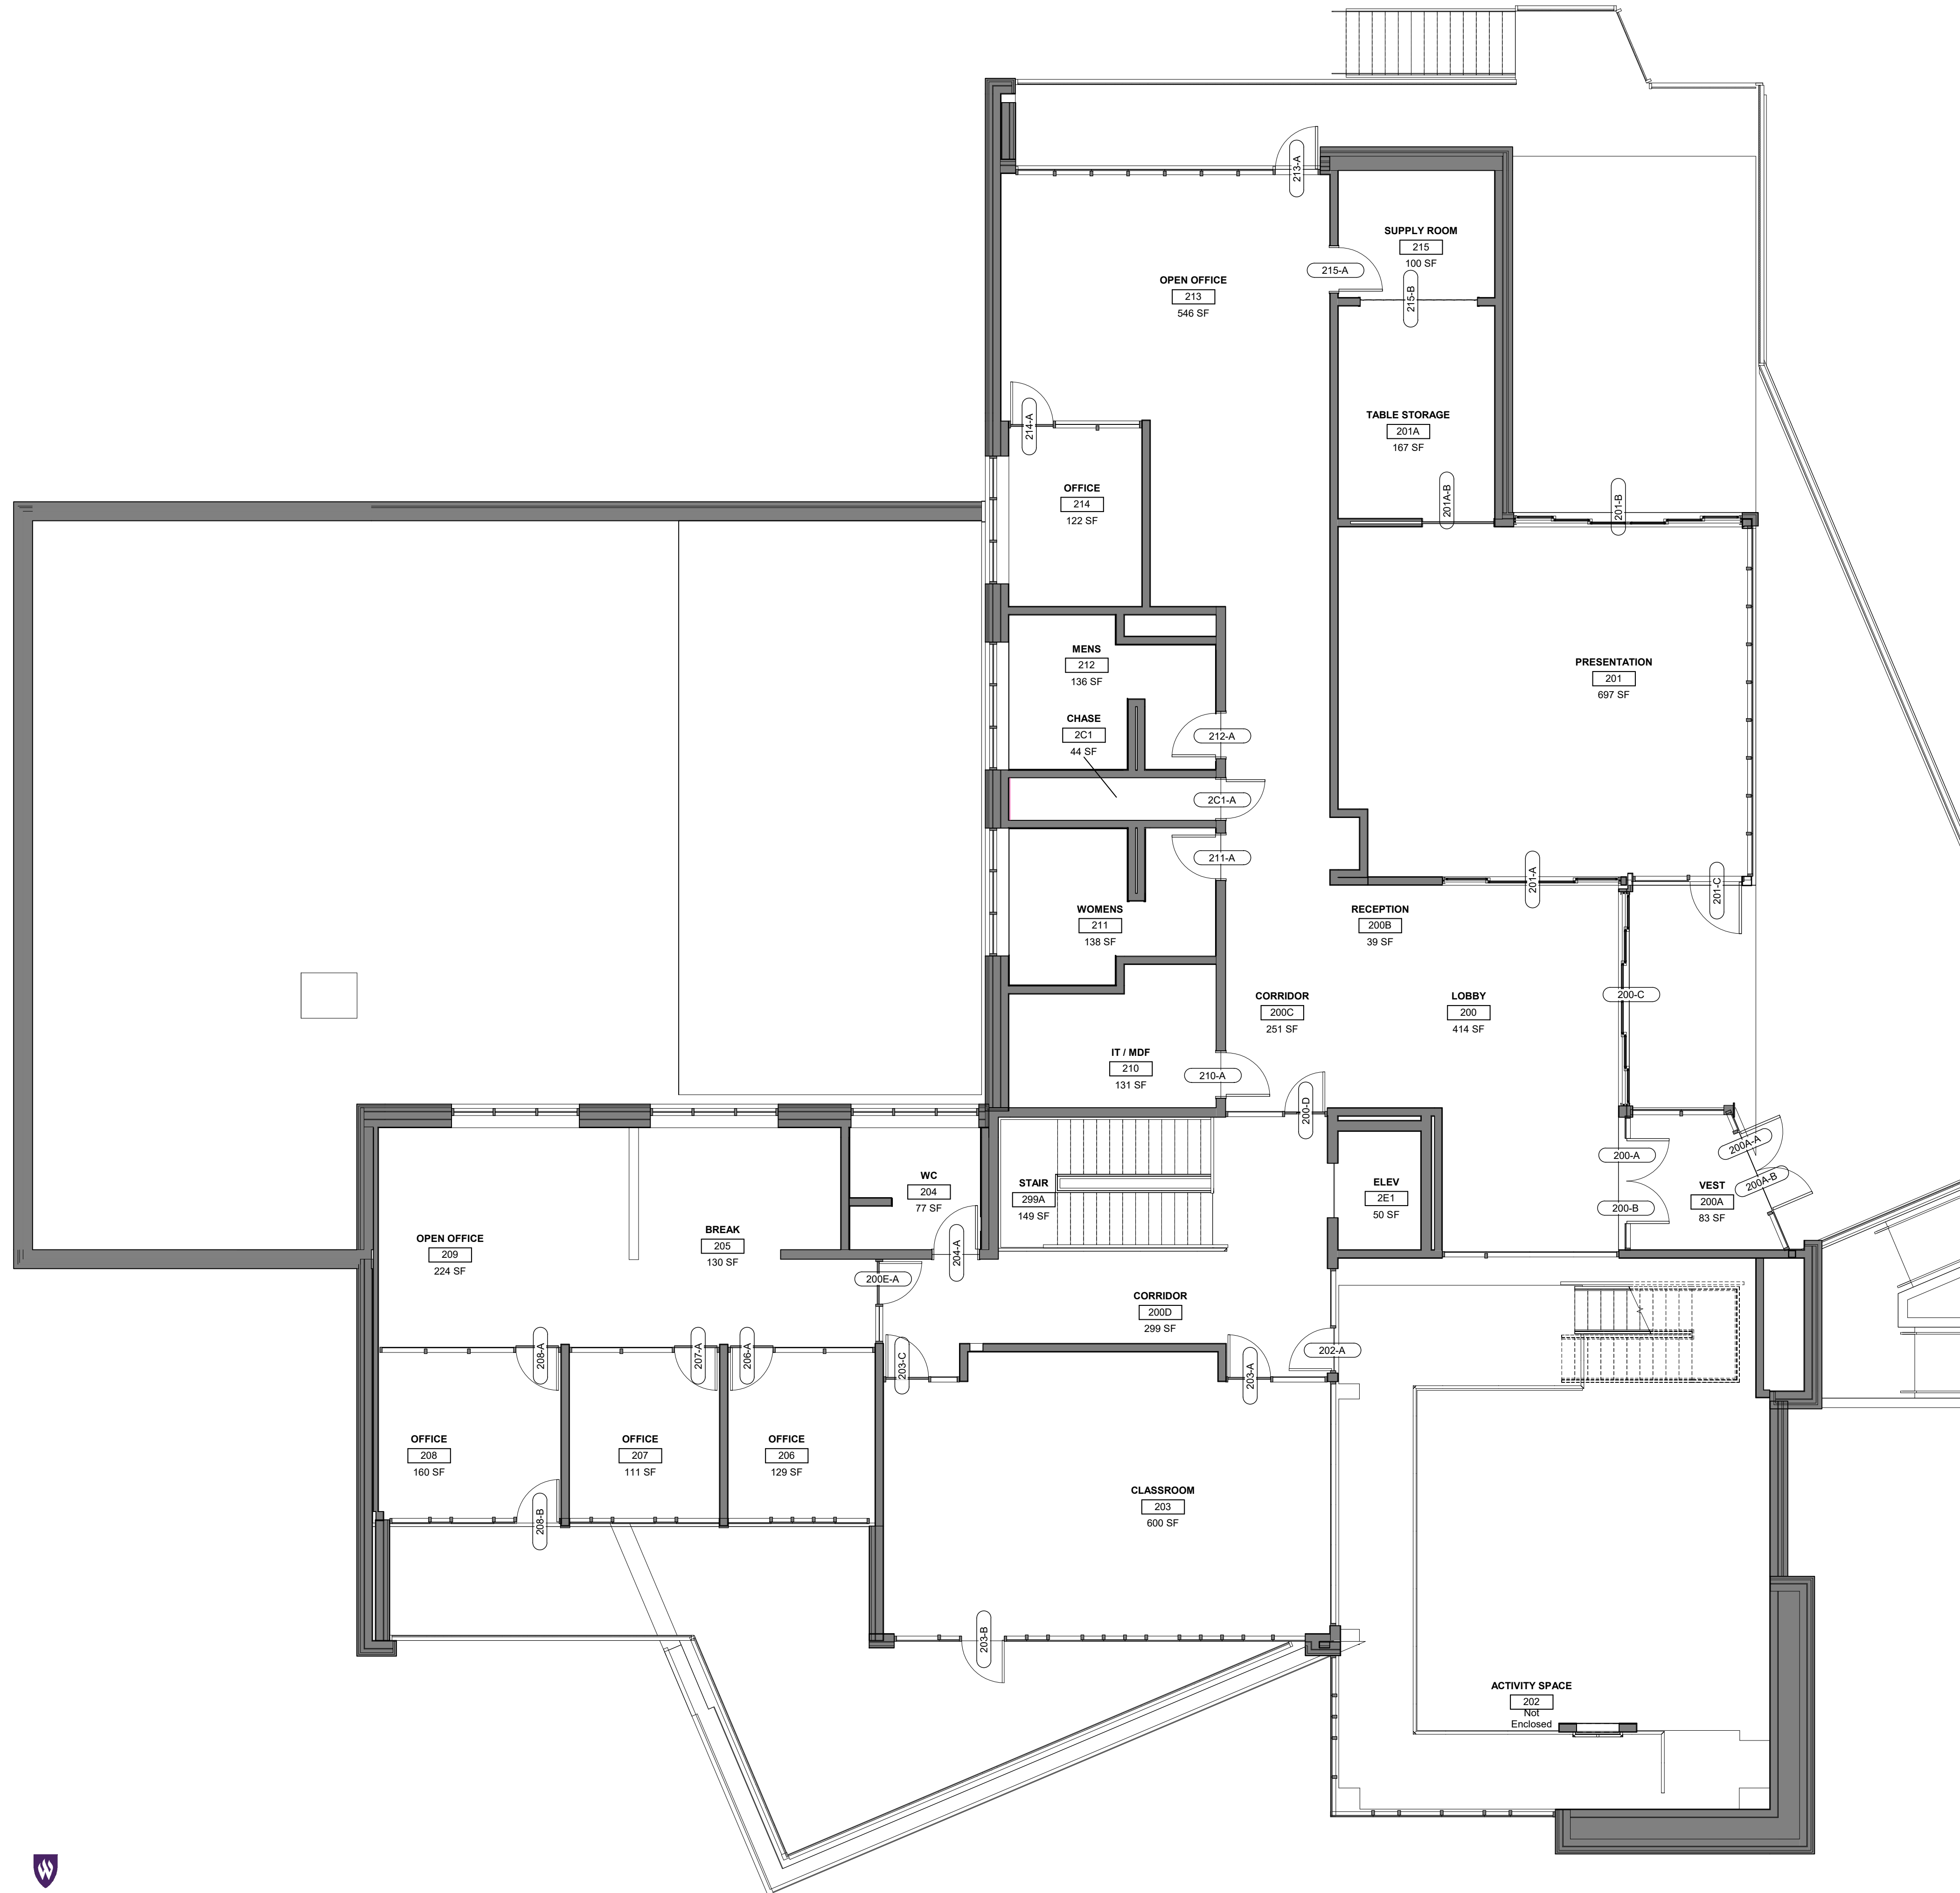 213-A
SUPPLY ROOM
215
100 SF
215-A
215-B
OPEN OFFICE
213
546 SF
214-A
TABLE STORAGE
201A
167 SF
201A-B
201-B
OFFICE
214
122 SF
MENS
212
136 SF
CHASE
2C1
44 SF
212-A
2C1-A
211-A
PRESENTATION
201
697 SF
201-A
201-C
WOMENS
211
138 SF
RECEPTION
200B
39 SF
CORRIDOR
200C
251 SF
LOBBY
200
414 SF
200-C
IT / MDF
210
131 SF
210-A
200-D
200-A
200A-A
200A-B
200-B
VEST
200A
83 SF
ELEV
2E1
50 SF
STAIR
299A
149 SF
WC
204
77 SF
204-A
OPEN OFFICE
209
224 SF
BREAK
205
130 SF
200E-A
CORRIDOR
200D
299 SF
208-A
207-A
206-A
203-C
203-A
202-A
OFFICE
208
160 SF
OFFICE
207
111 SF
OFFICE
206
129 SF
208-B
CLASSROOM
203
600 SF
203-B
ACTIVITY SPACE
202
Not
Enclosed
W